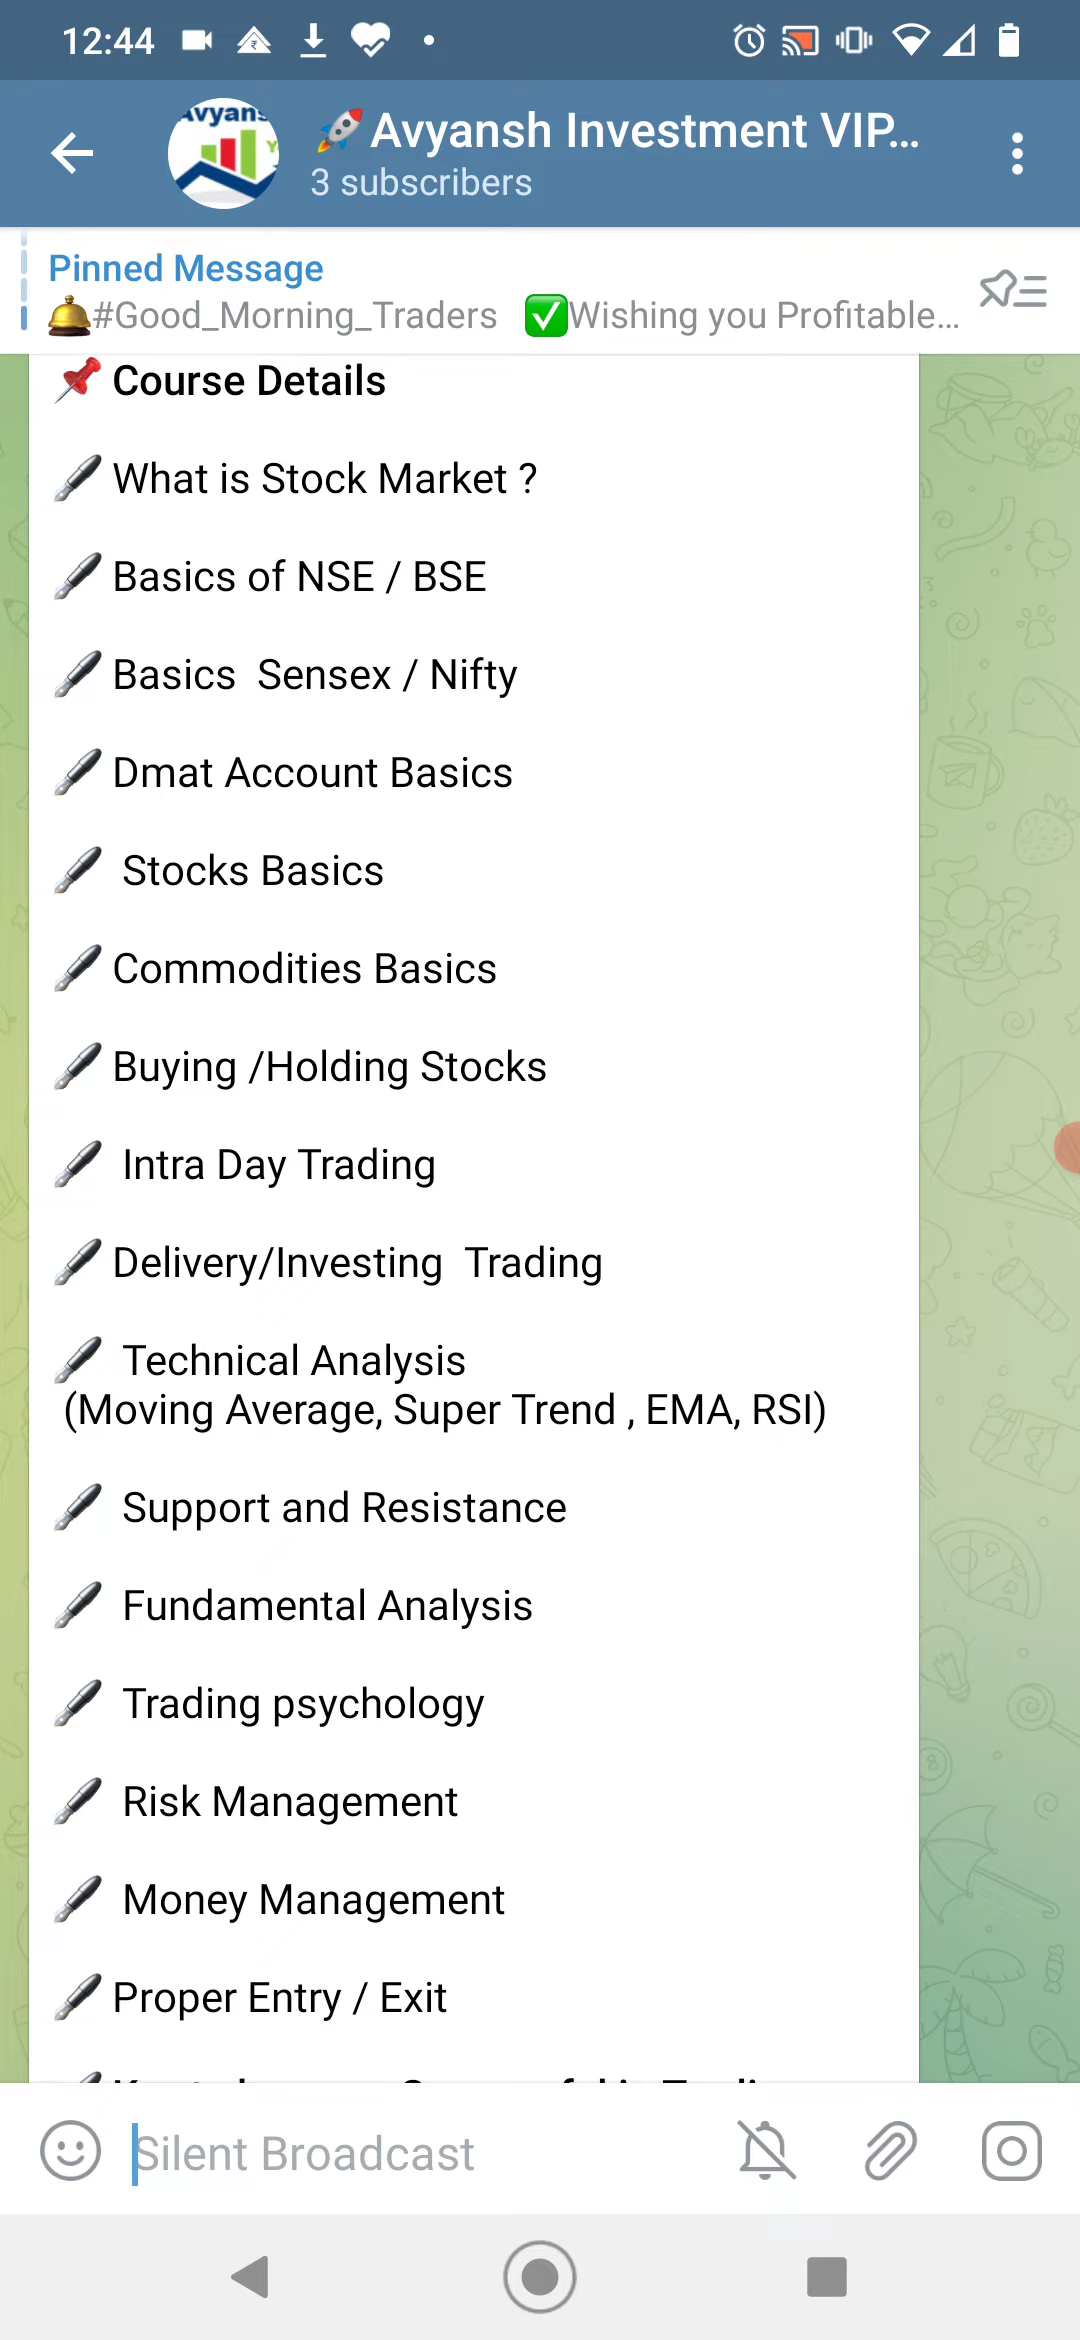 12:44
Avyans
🚀Avyansh Investment VIP...
3 subscribers
Pinned Message
🛎#Good_Morning_Traders ✅Wishing you Profitable...
📌 Course Details
🖋 What is Stock Market ?
🖋 Basics of NSE / BSE
🖋 Basics  Sensex / Nifty
🖋 Dmat Account Basics
🖋 Stocks Basics
🖋 Commodities Basics
🖋 Buying /Holding Stocks
🖋 Intra Day Trading
🖋 Delivery/Investing  Trading
🖋 Technical Analysis
(Moving Average, Super Trend , EMA, RSI)
🖋 Support and Resistance
🖋 Fundamental Analysis
🖋 Trading psychology
🖋 Risk Management
🖋 Money Management
🖋 Proper Entry / Exit
Silent Broadcast